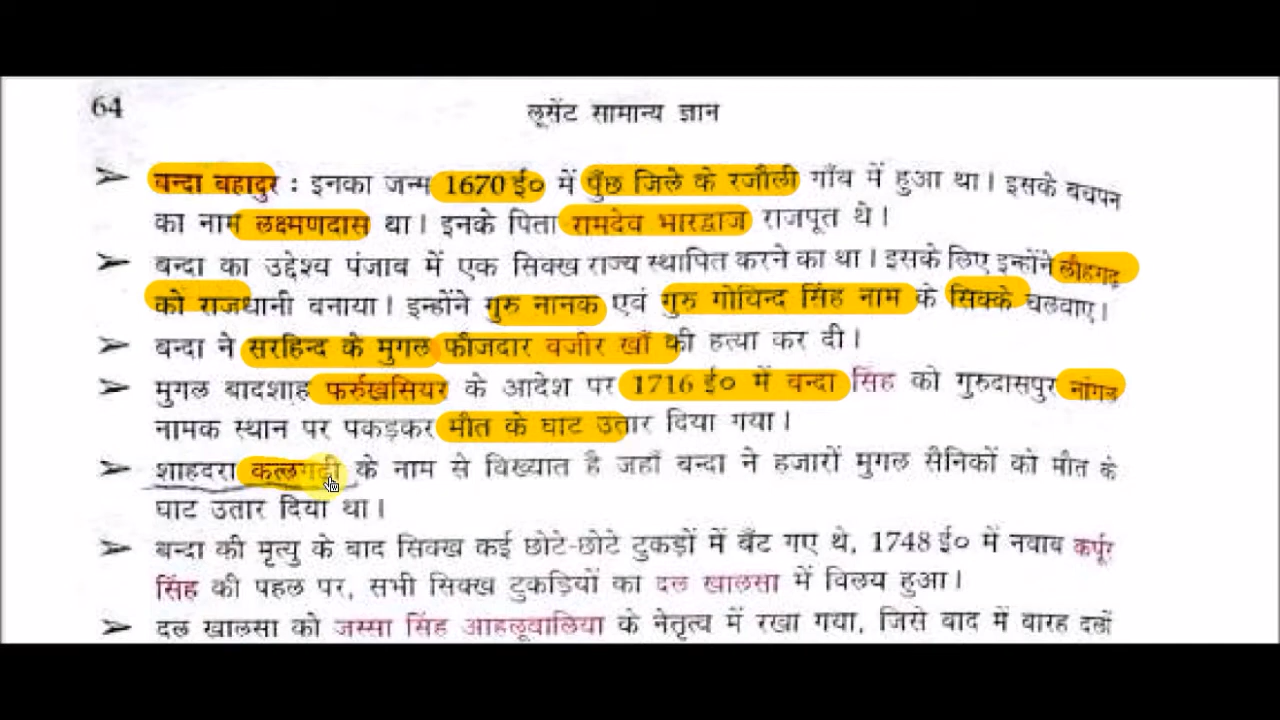 64
लूसेंट सामान्य ज्ञान
➢ बन्दा बहादुर : इनका जन्म 1670 ई० में पुँछ जिले के रजौली गाँव में हुआ था। इसके बचपन
का नाम लक्ष्मणदास था। इनके पिता रामदेव भारद्वाज राजपूत थे।
➢ बन्दा का उद्देश्य पंजाब में एक सिक्ख राज्य स्थापित करने का था। इसके लिए इन्होंने लौहगढ़
को राजधानी बनाया। इन्होंने गुरु नानक एवं गुरु गोविन्द सिंह नाम के सिक्के चलवाए।
➢ बन्दा ने सरहिन्द के मुगल फौजदार वजीर खाँ की हत्या कर दी।
➢ मुगल बादशाह फर्रुखसियर के आदेश पर 1716 ई० में बन्दा सिंह को गुरुदासपुर नांगल
नामक स्थान पर पकड़कर मौत के घाट उतार दिया गया।
➢ शाहदरा कत्लगढ़ी के नाम से विख्यात है जहाँ बन्दा ने हजारों मुगल सैनिकों को मौत के
घाट उतार दिया था।
➢ बन्दा की मृत्यु के बाद सिक्ख कई छोटे-छोटे टुकड़ों में बँट गए थे, 1748 ई० में नवाब कर्पूर
सिंह की पहल पर, सभी सिक्ख टुकड़ियों का दल खालसा में विलय हुआ।
➢ दल खालसा को जस्सा सिंह आहलूवालिया के नेतृत्व में रखा गया, जिसे बाद में बारह दलों